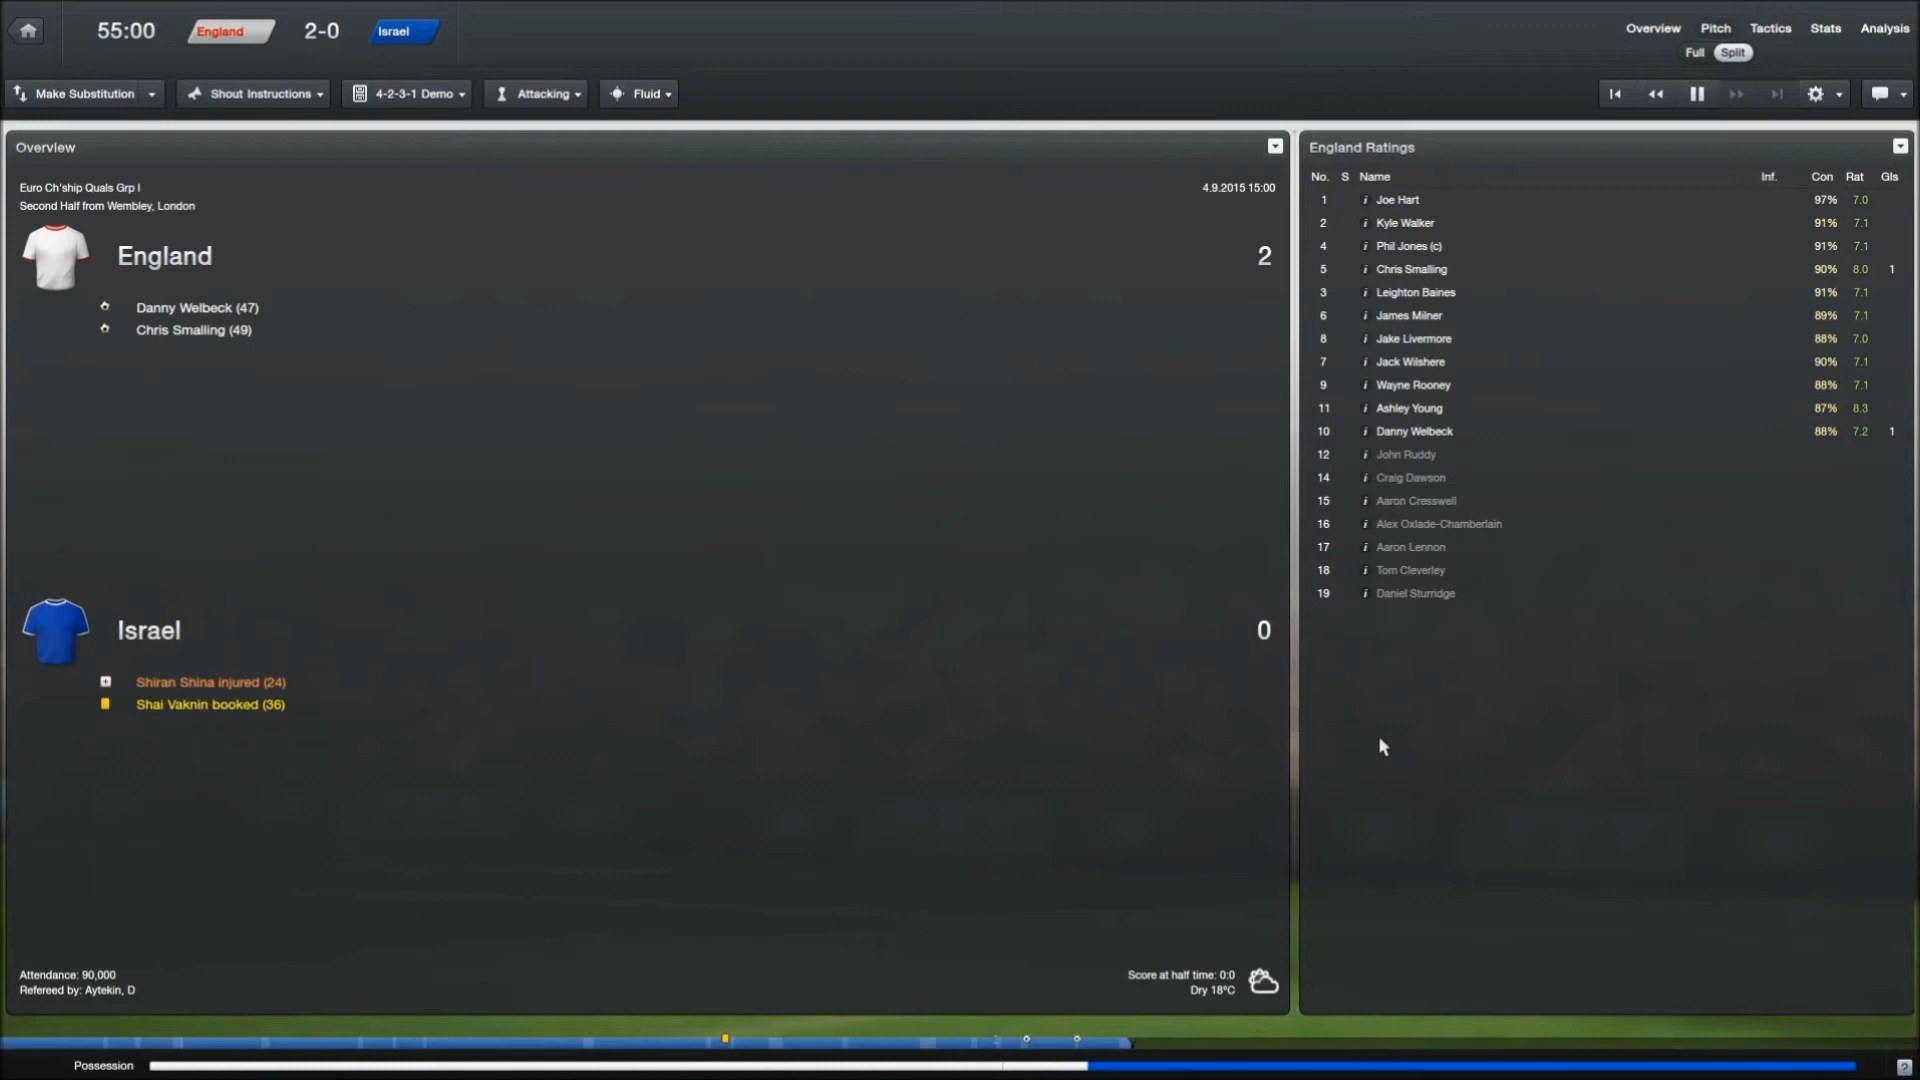 55:00 England 2-0 Israel
Overview Pitch Tactics Stats Analysis
Full Split
Make Substitution Shout Instructions 4-2-3-1 Demo Attacking Fluid
Overview
Euro Ch'ship Quals Grp I 4.9.2015 15:00
Second Half from Wembley, London
England 2
Danny Welbeck (47)
Chris Smalling (49)
Israel 0
Shiran Shina injured (24)
Shai Vaknin booked (36)
Attendance: 90,000 Score at half time: 0:0
Refereed by: Aytekin, D Dry 18°C
England Ratings
No. S Name Inf. Con Rat Gls
1 i Joe Hart 97% 7.0
2 i Kyle Walker 91% 7.1
4 i Phil Jones (c) 91% 7.1
5 i Chris Smalling 90% 8.0 1
3 i Leighton Baines 91% 7.1
6 i James Milner 89% 7.1
8 i Jake Livermore 88% 7.0
7 i Jack Wilshere 90% 7.1
9 i Wayne Rooney 88% 7.1
11 i Ashley Young 87% 8.3
10 i Danny Welbeck 88% 7.2 1
12 i John Ruddy
14 i Craig Dawson
15 i Aaron Cresswell
16 i Alex Oxlade-Chamberlain
17 i Aaron Lennon
18 i Tom Cleverley
19 i Daniel Sturridge
Possession ?